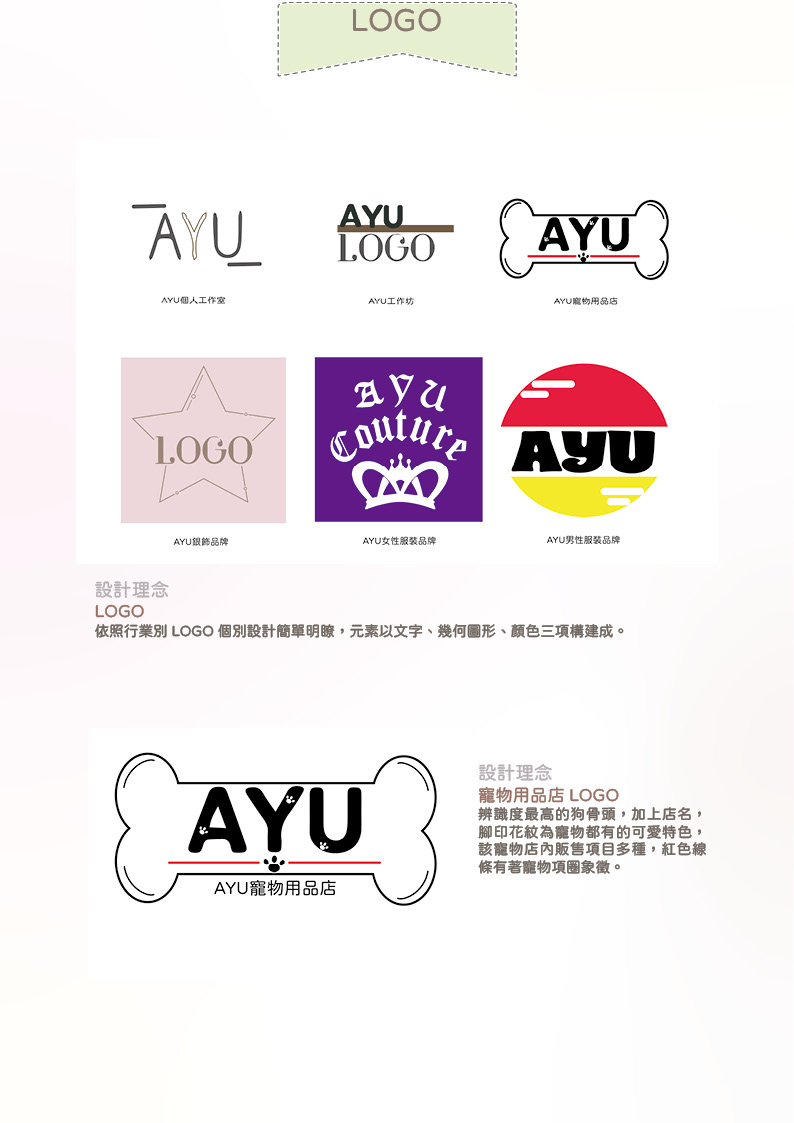 LOGO
AYU
AYU
LOGO
AYU
AYU個人工作室
AYU工作坊
AYU寵物用品店
LOGO
AYU
Couture
AYU
AYU銀飾品牌
AYU女性服裝品牌
AYU男性服裝品牌
設計理念
LOGO
依照行業別 LOGO 個別設計簡單明瞭，元素以文字、幾何圖形、顏色三項構建成。
AYU
AYU寵物用品店
設計理念
寵物用品店 LOGO
辨識度最高的狗骨頭，加上店名，
腳印花紋為寵物都有的可愛特色，
該寵物店內販售項目多種，紅色線
條有著寵物項圈象徵。